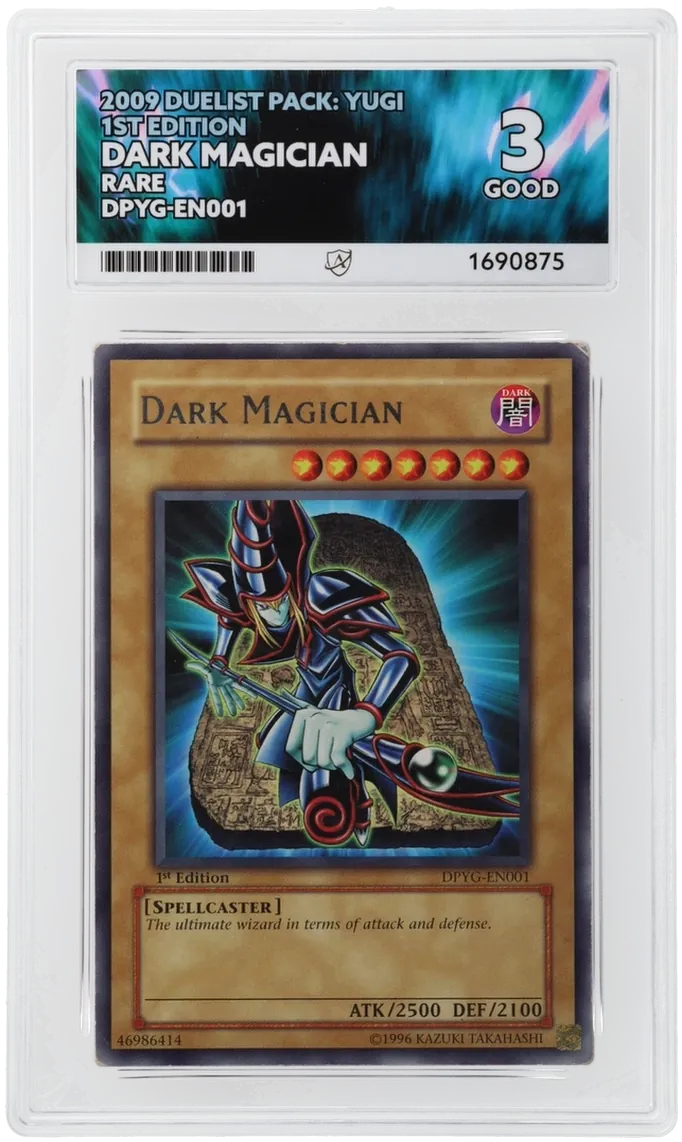 2009 DUELIST PACK: YUGI
1ST EDITION
DARK MAGICIAN
RARE
DPYG-EN001
3
GOOD
1690875
DARK MAGICIAN
DARK
闇
1st Edition
DPYG-EN001
[SPELLCASTER]
The ultimate wizard in terms of attack and defense.
ATK/2500 DEF/2100
46986414
©1996 KAZUKI TAKAHASHI